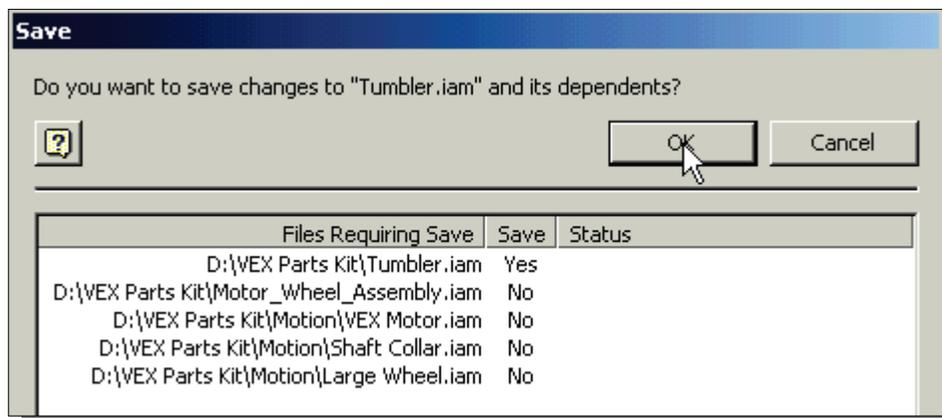 Save
Do you want to save changes to "Tumbler.iam" and its dependents?
OK Cancel
Files Requiring Save Save Status
D:\VEX Parts Kit\Tumbler.iam Yes
D:\VEX Parts Kit\Motor_Wheel_Assembly.iam No
D:\VEX Parts Kit\Motion\VEX Motor.iam No
D:\VEX Parts Kit\Motion\Shaft Collar.iam No
D:\VEX Parts Kit\Motion\Large Wheel.iam No